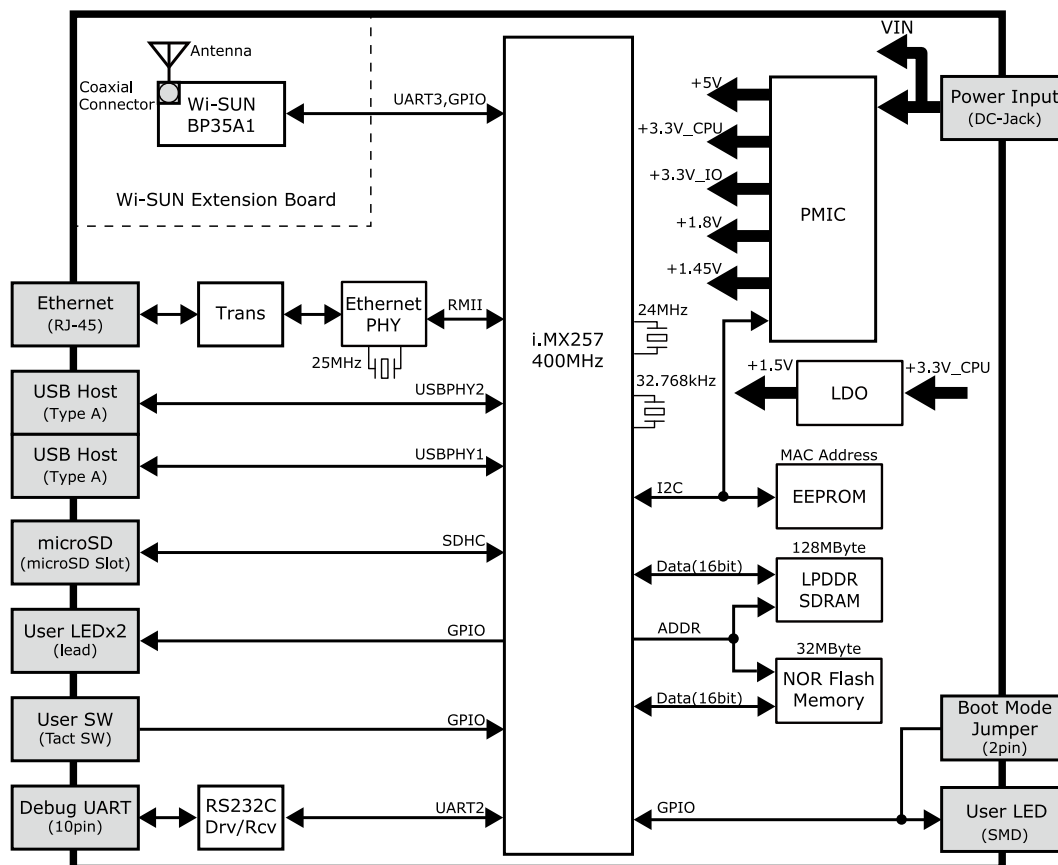 VIN
Antenna
Coaxial
Connector
Wi-SUN
BP35A1
UART3,GPIO
Wi-SUN Extension Board
+5V
+3.3V_CPU
+3.3V_IO
+1.8V
+1.45V
PMIC
Power Input
(DC-Jack)
Ethernet
(RJ-45)
Trans
Ethernet
PHY
RMII
25MHz
i.MX257
400MHz
24MHz
32.768kHz
+1.5V
LDO
+3.3V_CPU
USB Host
(Type A)
USBPHY2
USB Host
(Type A)
USBPHY1
I2C
MAC Address
EEPROM
microSD
(microSD Slot)
SDHC
Data(16bit)
128MByte
LPDDR
SDRAM
User LEDx2
(lead)
GPIO
ADDR
32MByte
NOR Flash
Memory
Data(16bit)
User SW
(Tact SW)
GPIO
Boot Mode
Jumper
(2pin)
Debug UART
(10pin)
RS232C
Drv/Rcv
UART2
GPIO
User LED
(SMD)